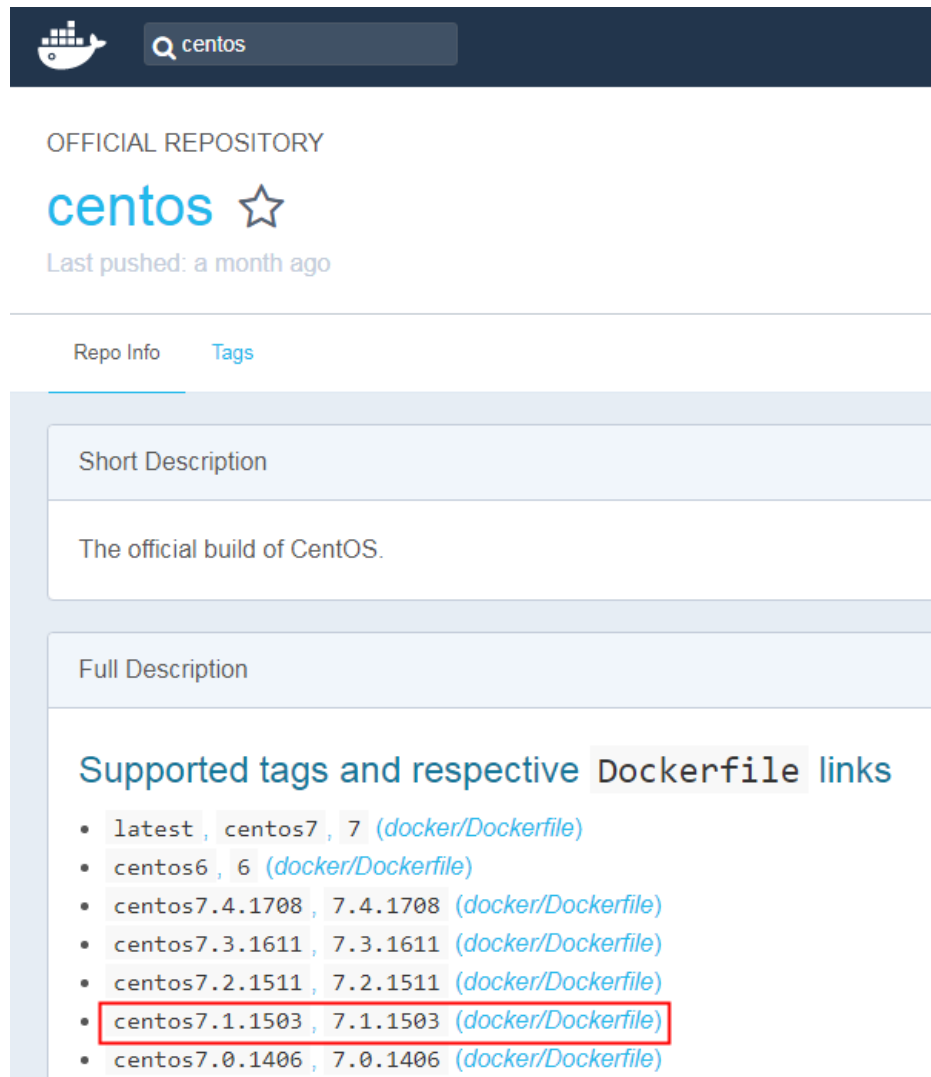 centos
OFFICIAL REPOSITORY
centos
Last pushed: a month ago
Repo Info Tags
Short Description
The official build of CentOS.
Full Description
Supported tags and respective Dockerfile links
• latest, centos7, 7 (docker/Dockerfile)
• centos6, 6 (docker/Dockerfile)
• centos7.4.1708, 7.4.1708 (docker/Dockerfile)
• centos7.3.1611, 7.3.1611 (docker/Dockerfile)
• centos7.2.1511, 7.2.1511 (docker/Dockerfile)
• centos7.1.1503, 7.1.1503 (docker/Dockerfile)
• centos7.0.1406, 7.0.1406 (docker/Dockerfile)